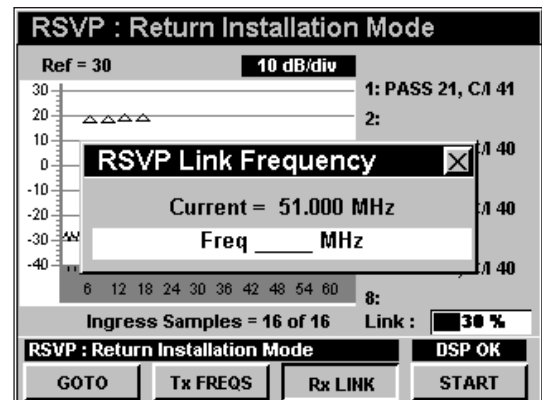 RSVP : Return Installation Mode
Ref = 30
10 dB/div
30
20
10
0
-10
-20
-30
-40
1: PASS 21, C/I 41
2:
C/I 40
C/I 40
C/I 40
8:
RSVP Link Frequency
Current = 51.000 MHz
Freq _____ MHz
6 12 18 24 30 36 42 48 54 60
Ingress Samples = 16 of 16
Link : 30 %
RSVP : Return Installation Mode
DSP OK
GOTO
Tx FREQS
Rx LINK
START